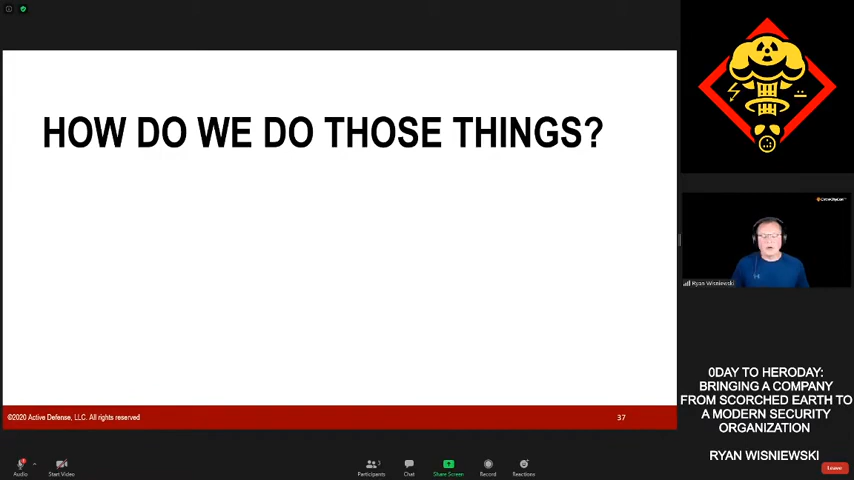 HOW DO WE DO THOSE THINGS?
©2020 Active Defense, LLC. All rights reserved
37
Ryan Wisniewski
0DAY TO HERODAY:
BRINGING A COMPANY
FROM SCORCHED EARTH TO
A MODERN SECURITY
ORGANIZATION
RYAN WISNIEWSKI
Audio
Start Video
Participants
3
Chat
Share Screen
Record
Reactions
Leave